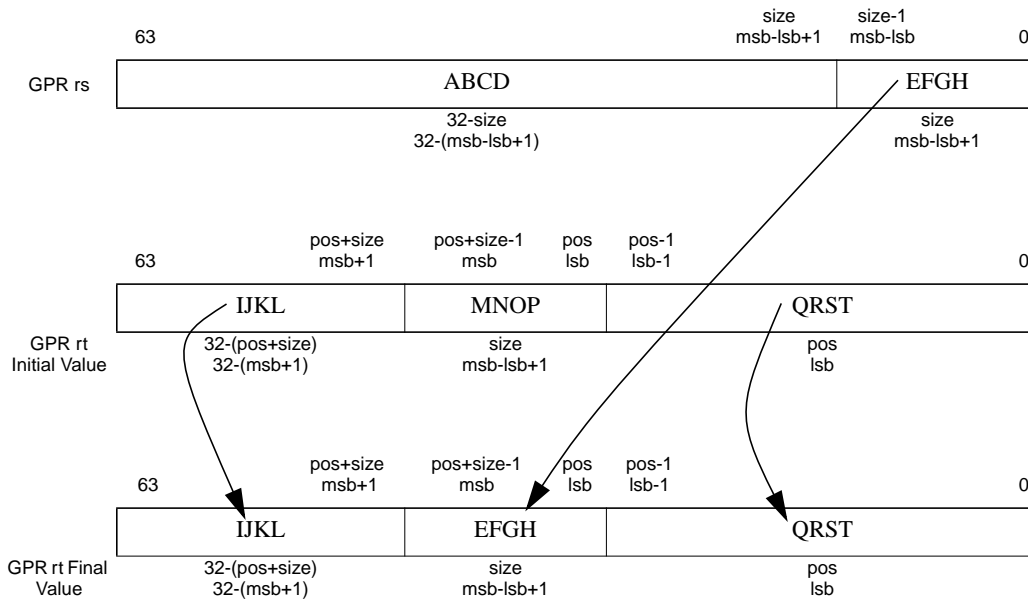 63 size size-1 0
msb-lsb+1 msb-lsb
GPR rs ABCD EFGH
32-size size
32-(msb-lsb+1) msb-lsb+1
pos+size pos+size-1 pos pos-1
63 msb+1 msb lsb lsb-1 0
IJKL MNOP QRST
GPR rt 32-(pos+size) size pos
Initial Value 32-(msb+1) msb-lsb+1 lsb
pos+size pos+size-1 pos pos-1
63 msb+1 msb lsb lsb-1 0
IJKL EFGH QRST
GPR rt Final 32-(pos+size) size pos
Value 32-(msb+1) msb-lsb+1 lsb